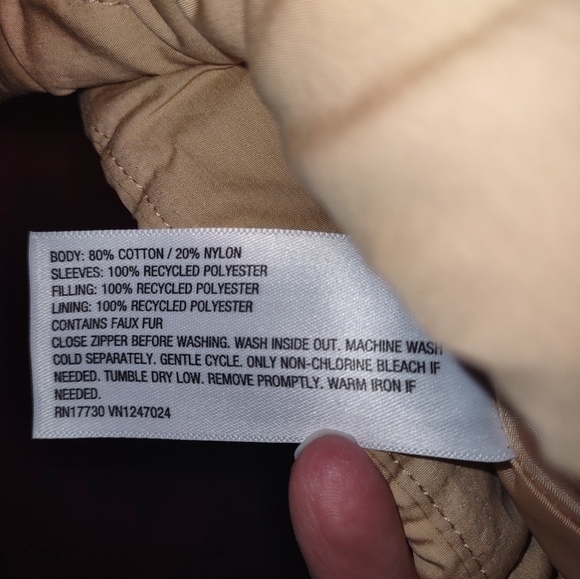 BODY: 80% COTTON / 20% NYLON
SLEEVES: 100% RECYCLED POLYESTER
FILLING: 100% RECYCLED POLYESTER
LINING: 100% RECYCLED POLYESTER
CONTAINS FAUX FUR
CLOSE ZIPPER BEFORE WASHING. WASH INSIDE OUT. MACHINE WASH
COLD SEPARATELY. GENTLE CYCLE. ONLY NON-CHLORINE BLEACH IF
NEEDED. TUMBLE DRY LOW. REMOVE PROMPTLY. WARM IRON IF
NEEDED.
RN17730 VN1247024